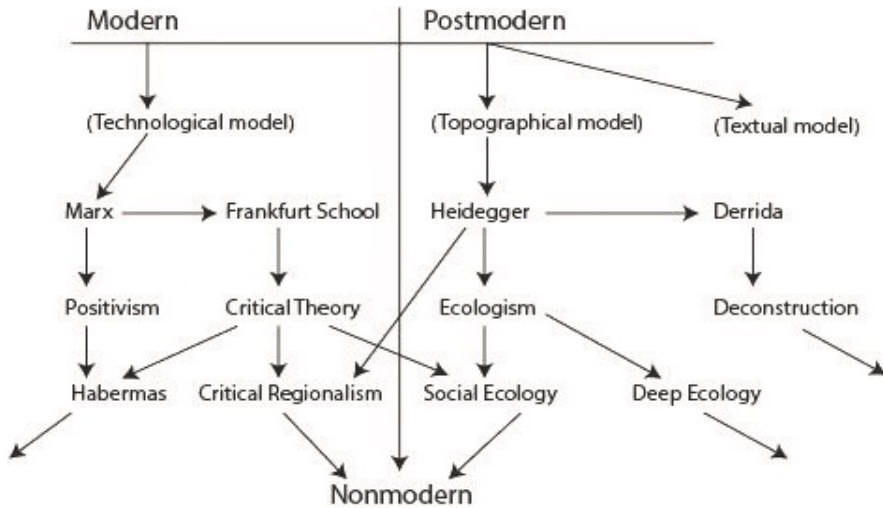 Modern
Postmodern
(Technological model)
(Topographical model)
(Textual model)
Marx
Frankfurt School
Heidegger
Derrida
Positivism
Critical Theory
Ecologism
Deconstruction
Habermas
Critical Regionalism
Social Ecology
Deep Ecology
Nonmodern